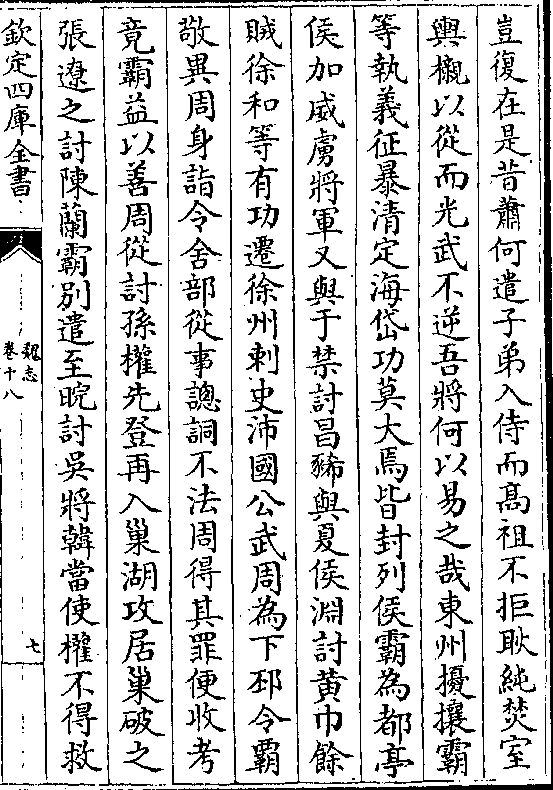 豈復在是昔蕭何遣子弟入侍而髙祖不拒耿純焚室
輿櫬以從而光武不逆吾將何以易之哉東州擾攘霸
等執義征暴清定海岱功莫大焉皆封列侯霸為都亭
侯加威虜將軍又與于禁討昌豨與夏侯淵討黄巾餘
賊徐和等有功遷徐州刺史沛國公武周為下邳令霸
敬異周身詣令舍部從事謥詷不法周得其罪便收考
竟霸益以善周從討孫權先登再入巢湖攻居巢破之
張遼之討陳蘭霸別遣至晥討吳將韓當使權不得救
欽定四庫全書
魏志
卷十八
七